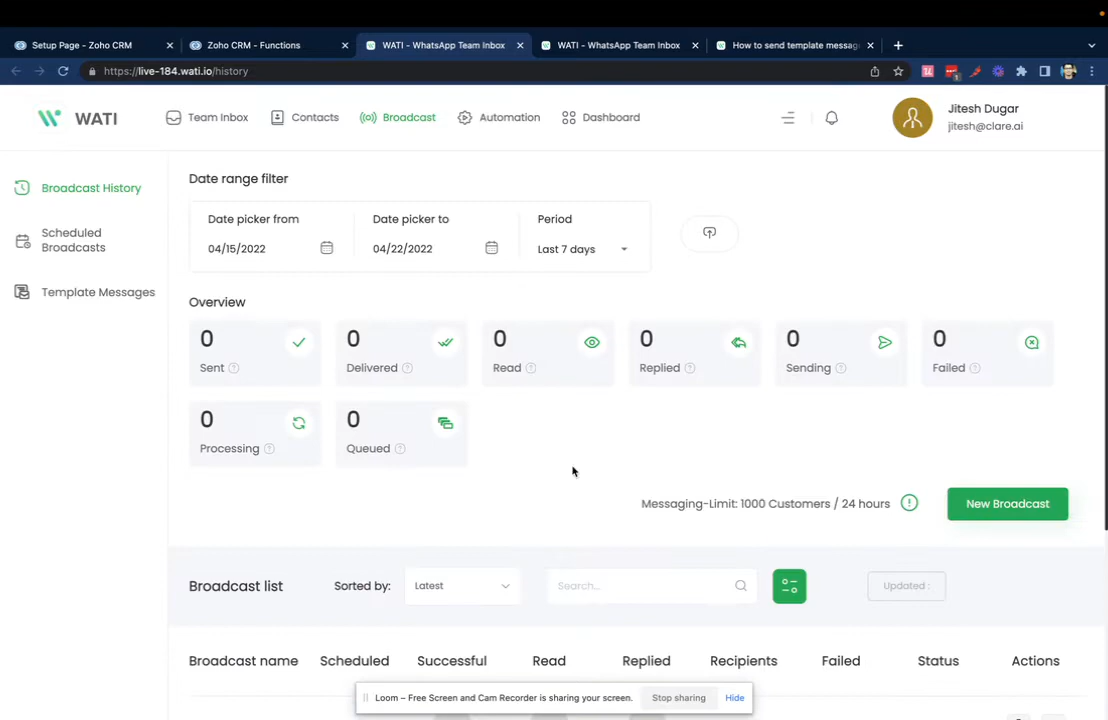 Setup Page - Zoho CRM
Zoho CRM - Functions
WATI - WhatsApp Team Inbox
WATI - WhatsApp Team Inbox
How to send template messag
https://live-184.wati.io/history
WATI
Team Inbox
Contacts
Broadcast
Automation
Dashboard
Jitesh Dugar
jitesh@clare.ai
Broadcast History
Scheduled
Broadcasts
Template Messages
Date range filter
Date picker from
Date picker to
Period
04/15/2022
04/22/2022
Last 7 days
Overview
0
0
0
0
0
0
Sent
Delivered
Read
Replied
Sending
Failed
0
0
Processing
Queued
Messaging-Limit: 1000 Customers / 24 hours
New Broadcast
Broadcast list
Sorted by:
Latest
Search...
Updated :
Broadcast name
Scheduled
Successful
Read
Replied
Recipients
Failed
Status
Actions
Loom – Free Screen and Cam Recorder is sharing your screen.
Stop sharing
Hide